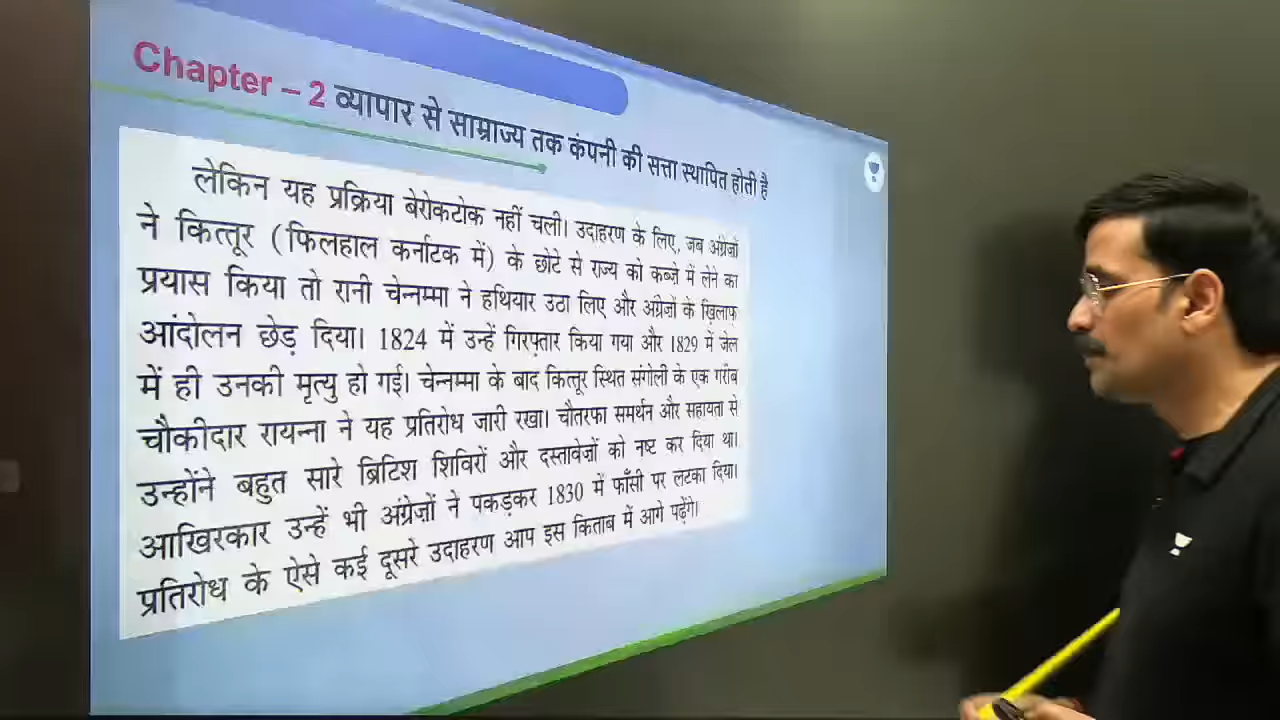 Chapter – 2 व्यापार से साम्राज्य तक कंपनी की सत्ता स्थापित होती है
लेकिन यह प्रक्रिया बेरोकटोक नहीं चली। उदाहरण के लिए, जब अंग्रेज़ों
ने कित्तूर (फिलहाल कर्नाटक में) के छोटे से राज्य को कब्ज़े में लेने का
प्रयास किया तो रानी चेन्नम्मा ने हथियार उठा लिए और अंग्रेज़ों के ख़िलाफ़
आंदोलन छेड़ दिया। 1824 में उन्हें गिरफ़्तार किया गया और 1829 में जेल
में ही उनकी मृत्यु हो गई। चेन्नम्मा के बाद कित्तूर स्थित संगोली के एक गरीब
चौकीदार रायन्ना ने यह प्रतिरोध जारी रखा। चौतरफा समर्थन और सहायता से
उन्होंने बहुत सारे ब्रिटिश शिविरों और दस्तावेज़ों को नष्ट कर दिया था।
आखिरकार उन्हें भी अंग्रेज़ों ने पकड़कर 1830 में फाँसी पर लटका दिया।
प्रतिरोध के ऐसे कई दूसरे उदाहरण आप इस किताब में आगे पढ़ेंगे।